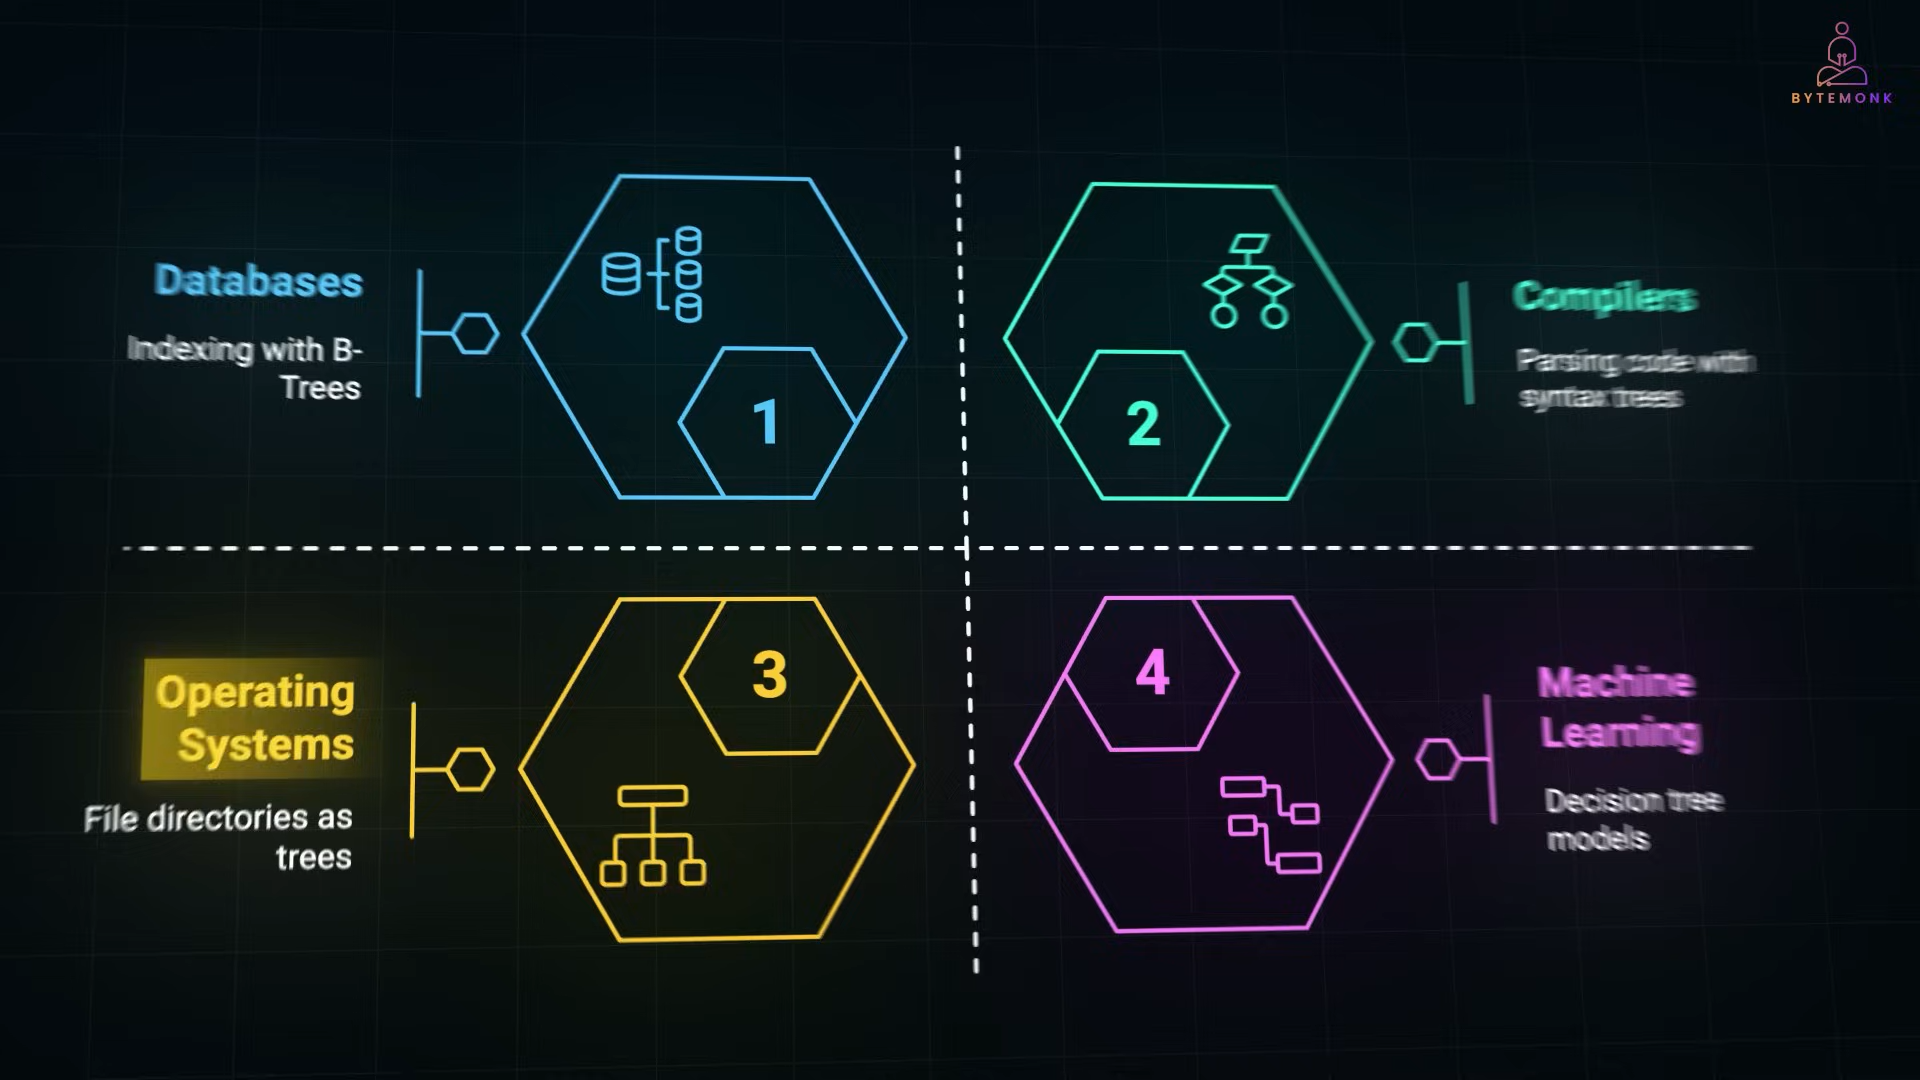 BYTEMONK
Databases
Indexing with B-
Trees
1
2
Compilers
Parsing code with
syntax trees
Operating
Systems
File directories as
trees
3
4
Machine
Learning
Decision tree
models